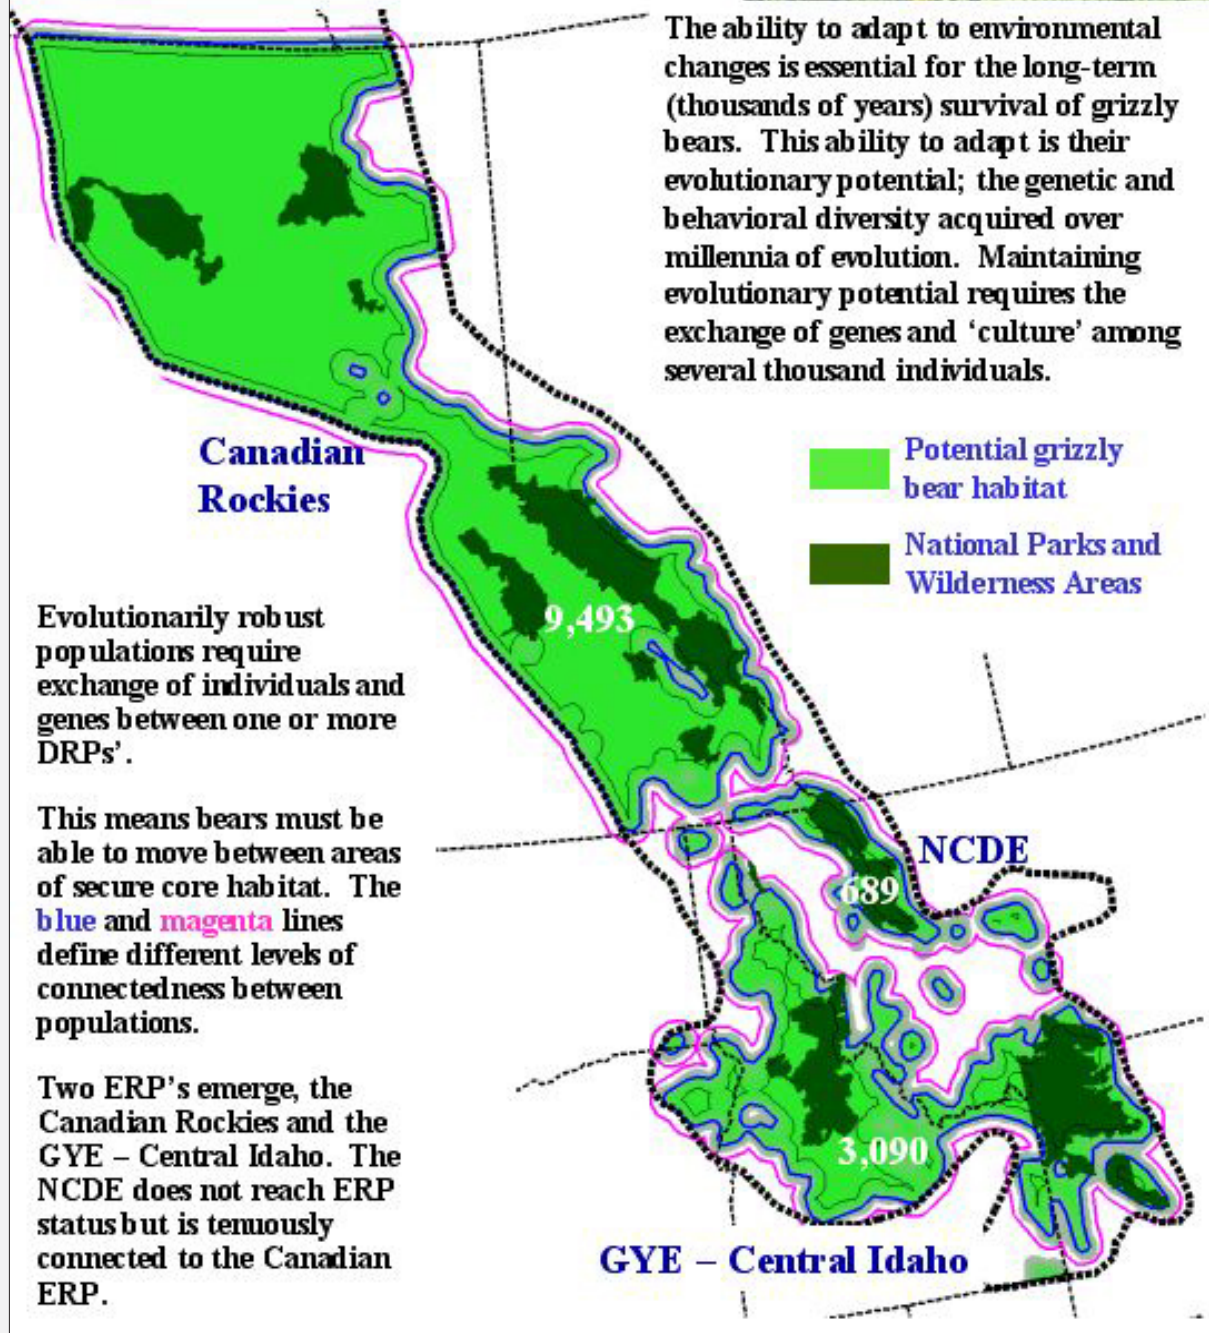 The ability to adapt to environmental
changes is essential for the long-term
(thousands of years) survival of grizzly
bears. This ability to adapt is their
evolutionary potential; the genetic and
behavioral diversity acquired over
millennia of evolution. Maintaining
evolutionary potential requires the
exchange of genes and ‘culture’ among
several thousand individuals.
Canadian
Rockies
Potential grizzly
bear habitat
National Parks and
Wilderness Areas
9,493
Evolutionarily robust
populations require
exchange of individuals and
genes between one or more
DRPs’.
This means bears must be
able to move between areas
of secure core habitat. The
blue and magenta lines
define different levels of
connectedness between
populations.
NCDE
689
Two ERP’s emerge, the
Canadian Rockies and the
GYE – Central Idaho. The
NCDE does not reach ERP
status but is tenuously
connected to the Canadian
ERP.
3,090
GYE – Central Idaho